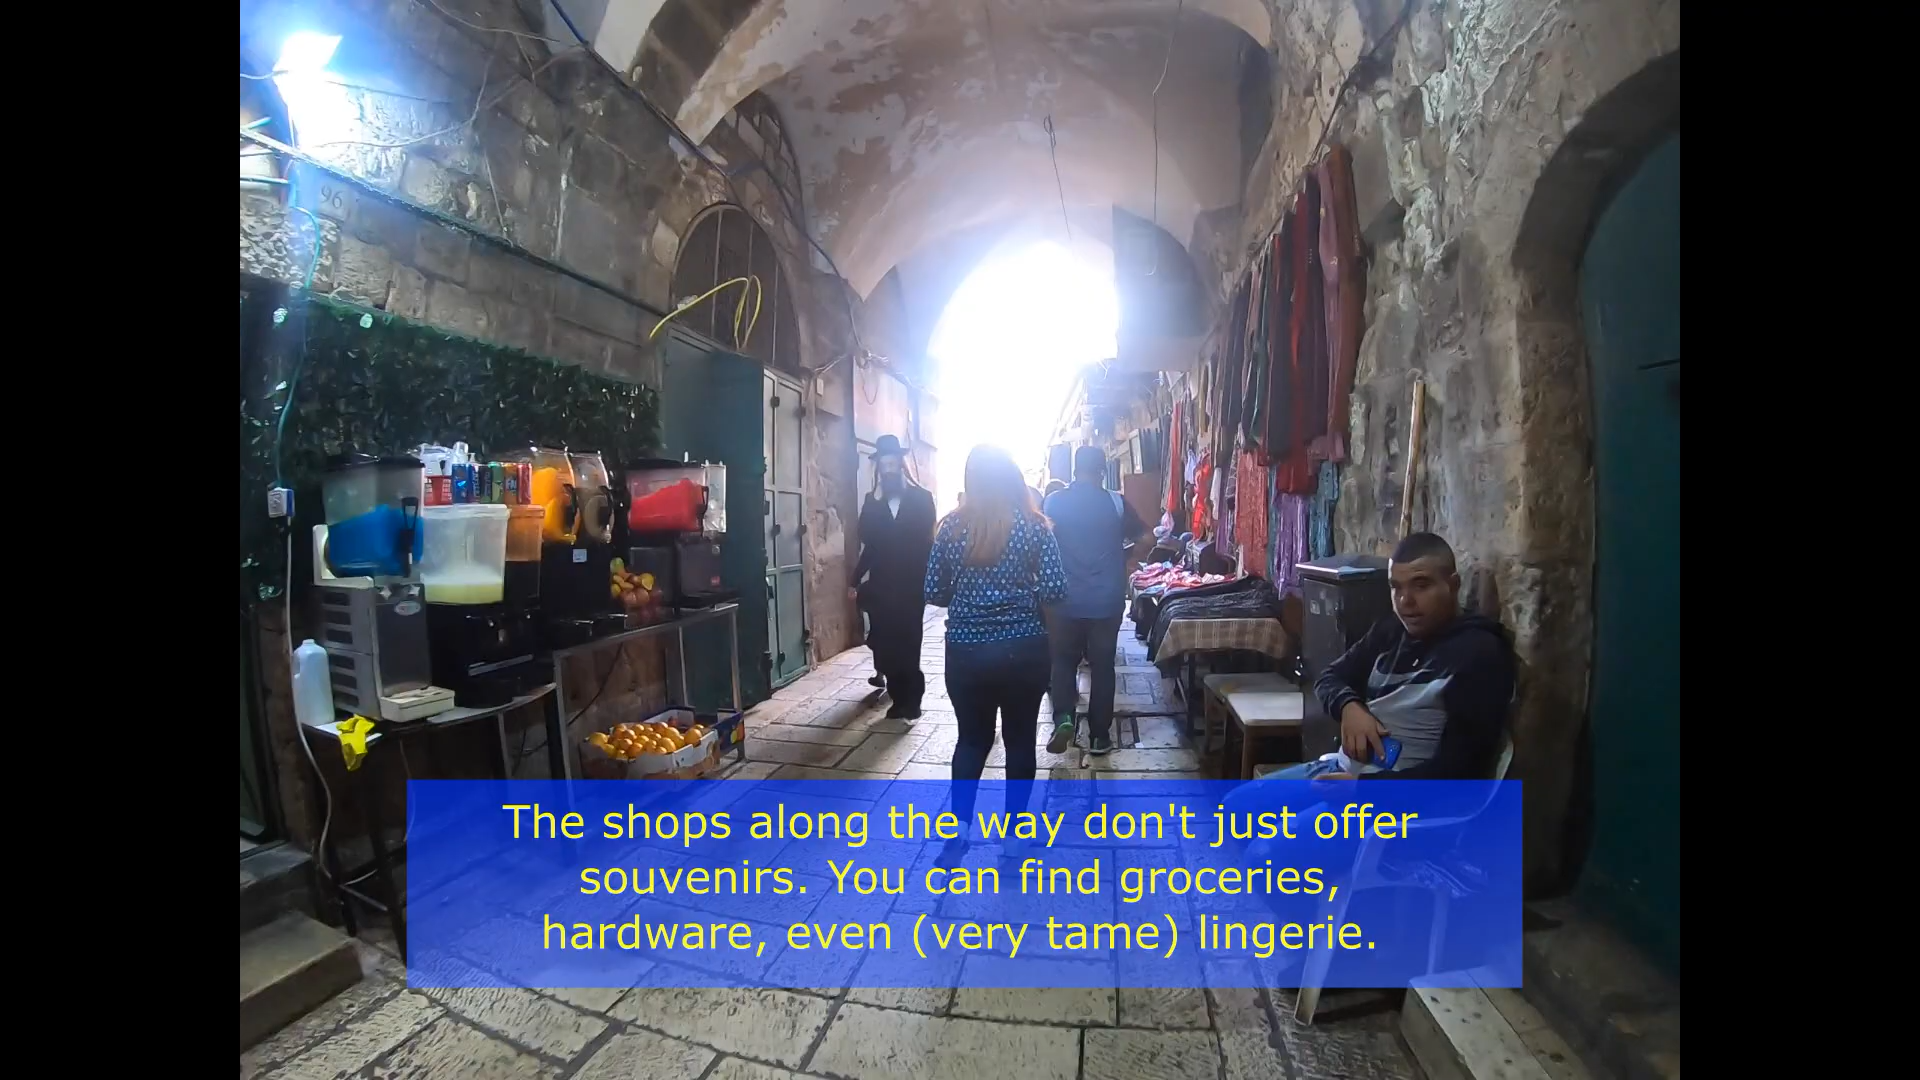 96
The shops along the way don't just offer
souvenirs. You can find groceries,
hardware, even (very tame) lingerie.